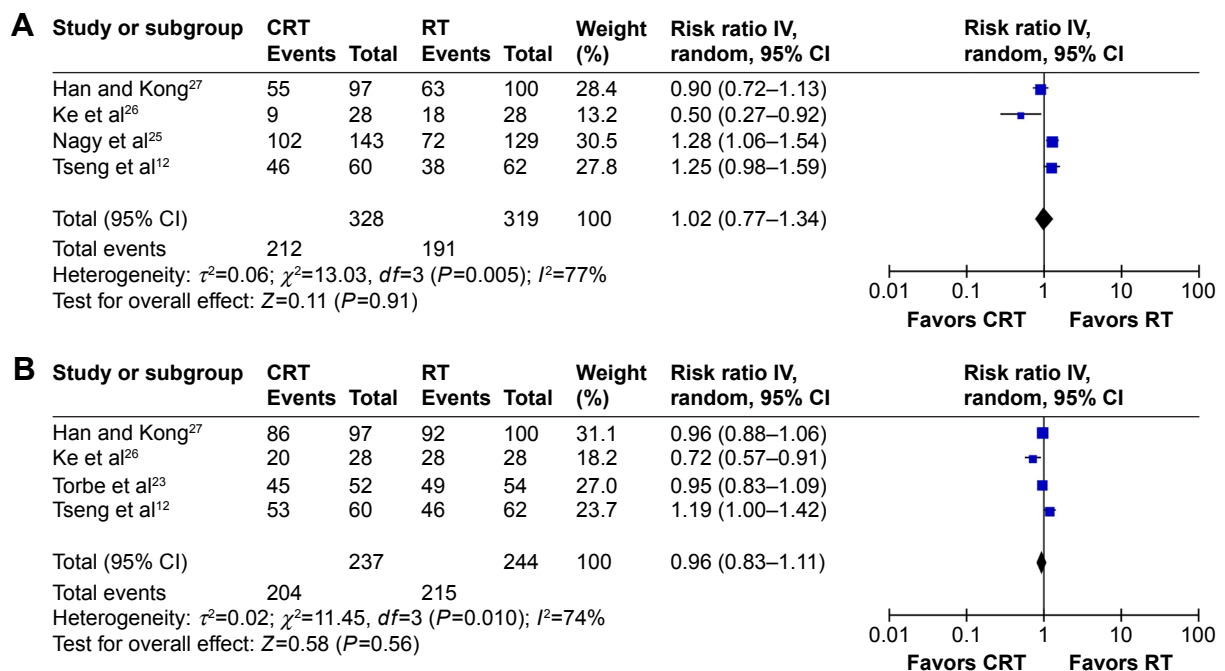 A Study or subgroup CRT RT Weight Risk ratio IV, Risk ratio IV,
Events Total Events Total (%) random, 95% CI random, 95% CI
Han and Kong²⁷ 55 97 63 100 28.4 0.90 (0.72–1.13)
Ke et al²⁶ 9 28 18 28 13.2 0.50 (0.27–0.92)
Nagy et al²⁵ 102 143 72 129 30.5 1.28 (1.06–1.54)
Tseng et al¹² 46 60 38 62 27.8 1.25 (0.98–1.59)
Total (95% CI) 328 319 100 1.02 (0.77–1.34)
Total events 212 191
Heterogeneity: τ²=0.06; χ²=13.03, df=3 (P=0.005); I²=77%
Test for overall effect: Z=0.11 (P=0.91)
0.01 0.1 1 10 100
Favors CRT Favors RT
B Study or subgroup CRT RT Weight Risk ratio IV, Risk ratio IV,
Events Total Events Total (%) random, 95% CI random, 95% CI
Han and Kong²⁷ 86 97 92 100 31.1 0.96 (0.88–1.06)
Ke et al²⁶ 20 28 28 28 18.2 0.72 (0.57–0.91)
Torbe et al²³ 45 52 49 54 27.0 0.95 (0.83–1.09)
Tseng et al¹² 53 60 46 62 23.7 1.19 (1.00–1.42)
Total (95% CI) 237 244 100 0.96 (0.83–1.11)
Total events 204 215
Heterogeneity: τ²=0.02; χ²=11.45, df=3 (P=0.010); I²=74%
Test for overall effect: Z=0.58 (P=0.56)
0.01 0.1 1 10 100
Favors CRT Favors RT